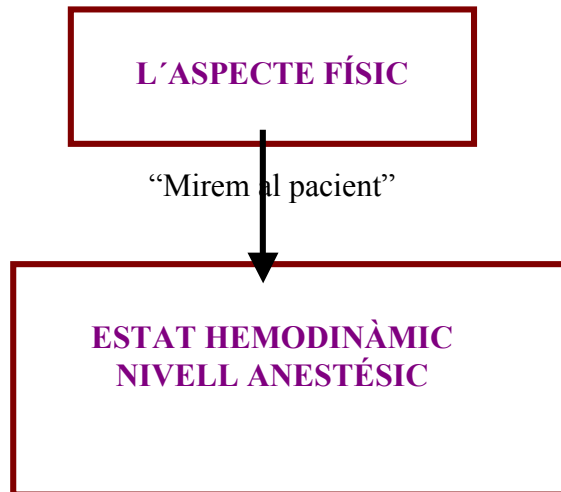 L´ASPECTE FÍSIC
“Mirem al pacient”
ESTAT HEMODINÀMIC
NIVELL ANESTÉSIC